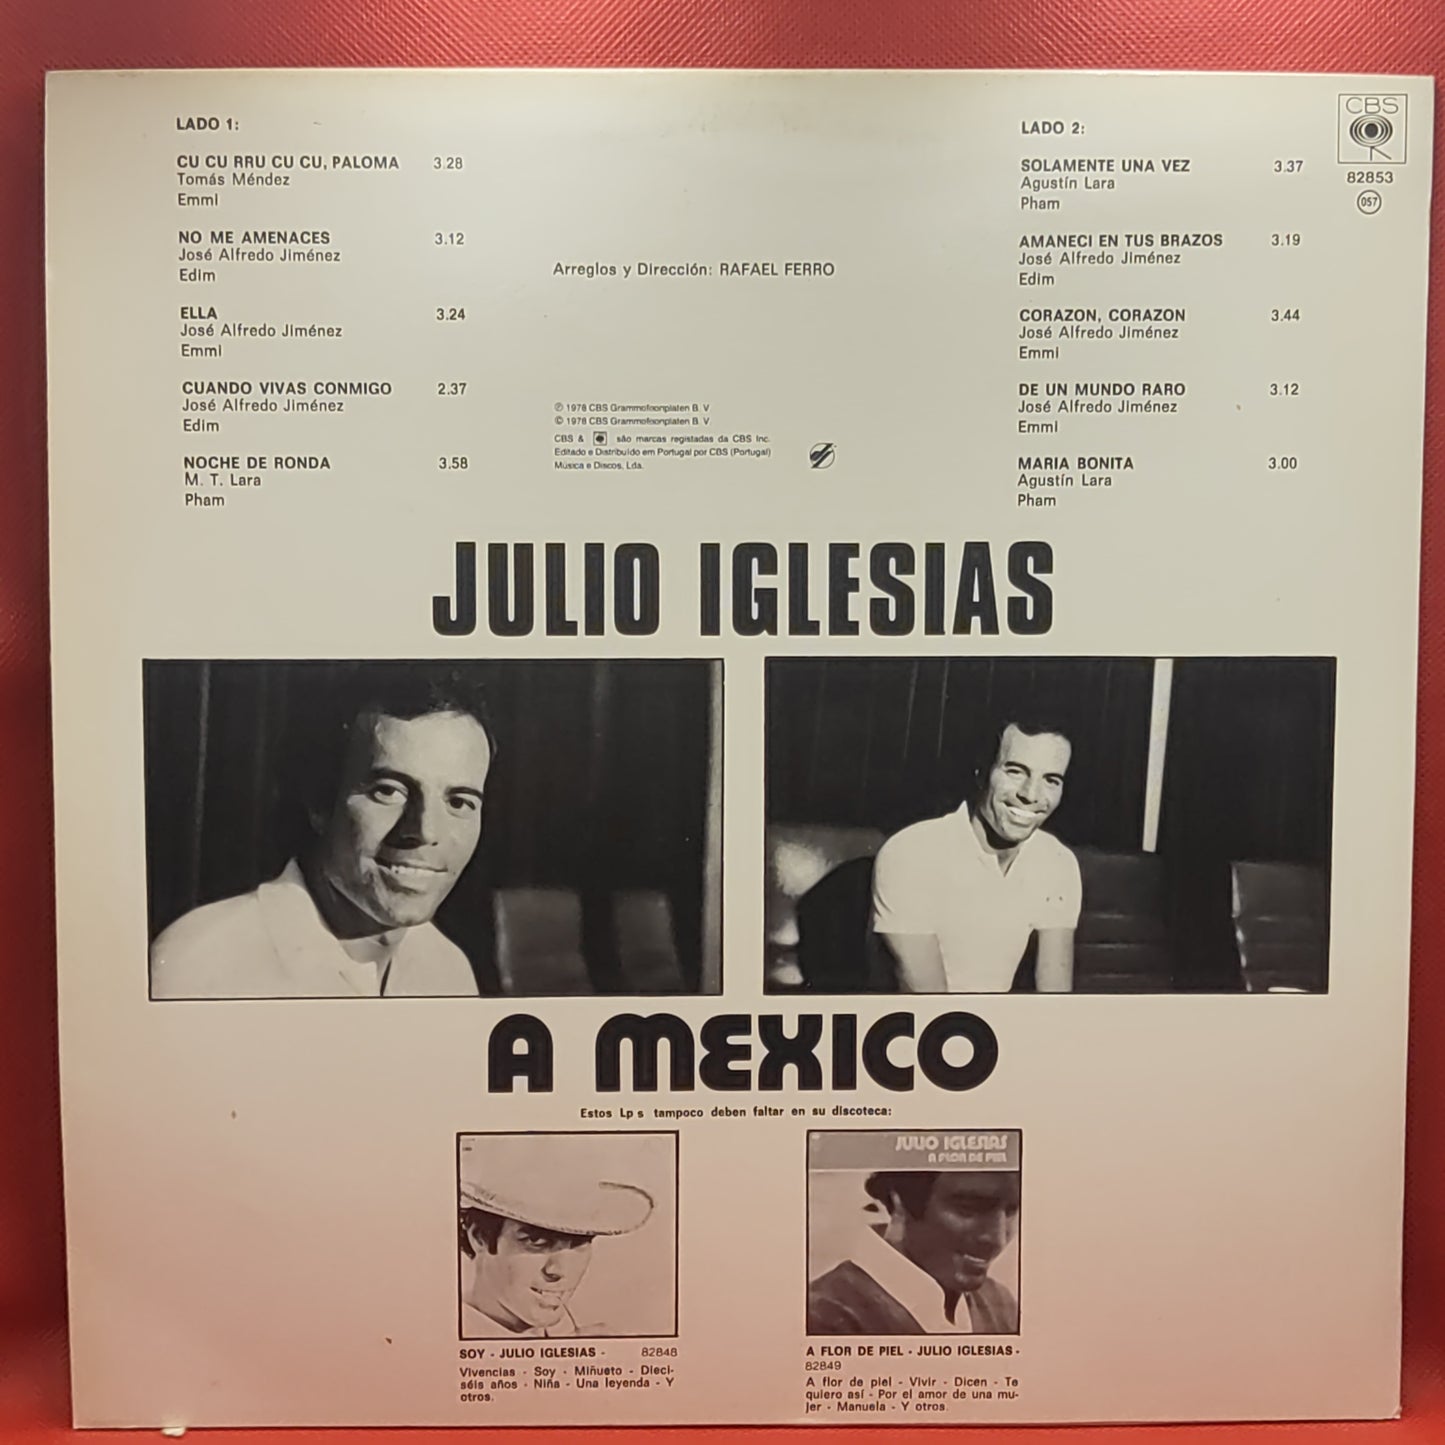 LADO 1:
CU CU RRU CU CU, PALOMA 3.28
Tomás Méndez
Emmi
NO ME AMENACES 3.12
José Alfredo Jiménez
Edim
ELLA 3.24
José Alfredo Jiménez
Emmi
CUANDO VIVAS CONMIGO 2.37
José Alfredo Jiménez
Edim
NOCHE DE RONDA 3.58
M. T. Lara
Pham
Arreglos y Dirección: RAFAEL FERRO
℗ 1978 CBS Grammofoonplaten B. V.
© 1978 CBS Grammofoonplaten B. V.
CBS & são marcas registadas da CBS Inc.
Editado e Distribuído em Portugal por CBS (Portugal)
Música e Discos, Lda.
LADO 2:
SOLAMENTE UNA VEZ 3.37
Agustín Lara
Pham
AMANECI EN TUS BRAZOS 3.19
José Alfredo Jiménez
Edim
CORAZON, CORAZON 3.44
José Alfredo Jiménez
Emmi
DE UN MUNDO RARO 3.12
José Alfredo Jiménez
Emmi
MARIA BONITA 3.00
Agustín Lara
Pham
CBS
82853
057
JULIO IGLESIAS
A MEXICO
Estos Lp s tampoco deben faltar en su discoteca:
SOY - JULIO IGLESIAS - 82848
Vivencias - Soy - Miñueto - Dieci-
séis años - Niña - Una leyenda - Y
otros.
JULIO IGLESIAS
A FLOR DE PIEL
A FLOR DE PIEL - JULIO IGLESIAS -
82849
A flor de piel - Vivir - Dicen - Te
quiero así - Por el amor de una mu-
jer - Manuela - Y otros.